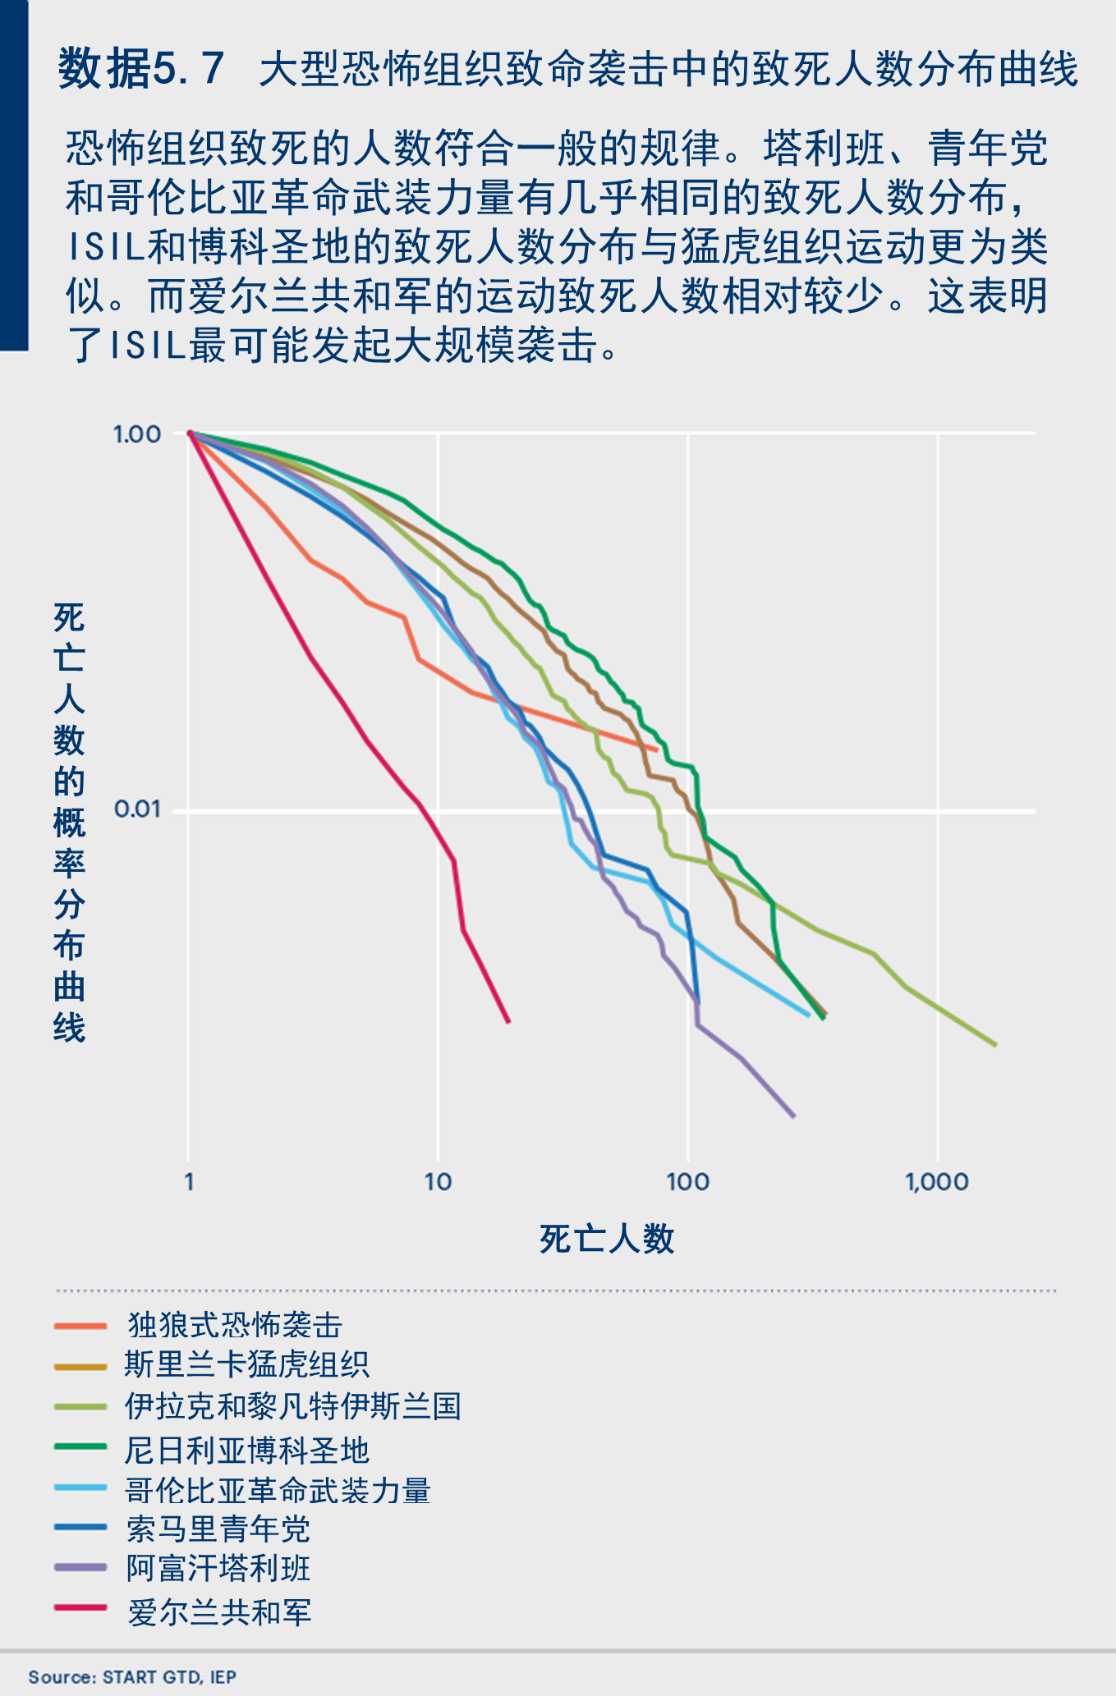 数据5.7 大型恐怖组织致命袭击中的致死人数分布曲线
恐怖组织致死的人数符合一般的规律。塔利班、青年党
和哥伦比亚革命武装力量有几乎相同的致死人数分布，
ISIL和博科圣地的致死人数分布与猛虎组织运动更为类
似。而爱尔兰共和军的运动致死人数相对较少。这表明
了ISIL最可能发起大规模袭击。
1.00
0.01
死亡人数的概率分布曲线
1 10 100 1,000
死亡人数
独狼式恐怖袭击
斯里兰卡猛虎组织
伊拉克和黎凡特伊斯兰国
尼日利亚博科圣地
哥伦比亚革命武装力量
索马里青年党
阿富汗塔利班
爱尔兰共和军
Source: START GTD, IEP